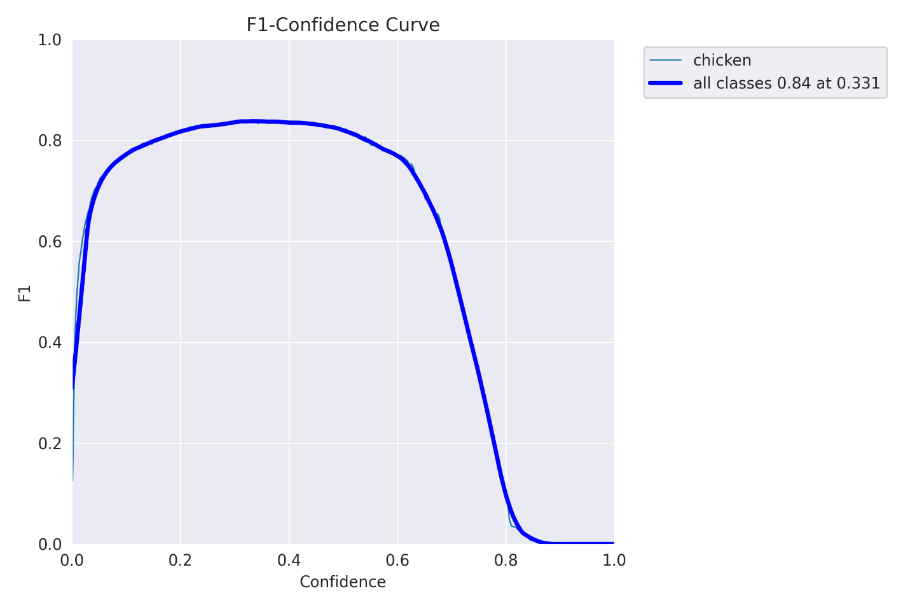 F1-Confidence Curve
1.0
0.8
0.6
0.4
0.2
0.0
F1
0.0 0.2 0.4 0.6 0.8 1.0
Confidence
chicken
all classes 0.84 at 0.331